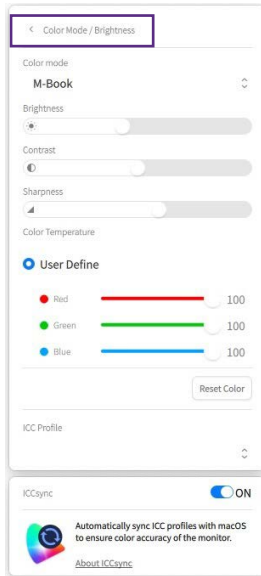 Color Mode / Brightness
Color mode
M-Book
Brightness
Contrast
Sharpness
Color Temperature
User Define
Red 100
Green 100
Blue 100
Reset Color
ICC Profile
ICCsync ON
Automatically sync ICC profiles with macOS
to ensure color accuracy of the monitor.
About ICCsync